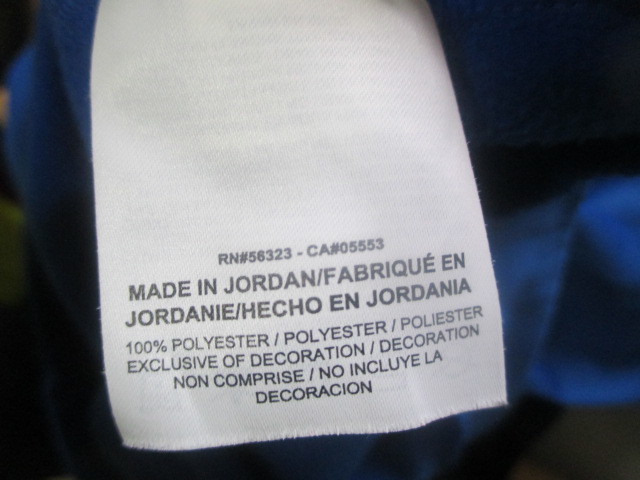 RN#56323 - CA#05553
MADE IN JORDAN/FABRIQUÉ EN
JORDANIE/HECHO EN JORDANIA
100% POLYESTER / POLYESTER / POLIESTER
EXCLUSIVE OF DECORATION / DECORATION
NON COMPRISE / NO INCLUYE LA
DECORACION